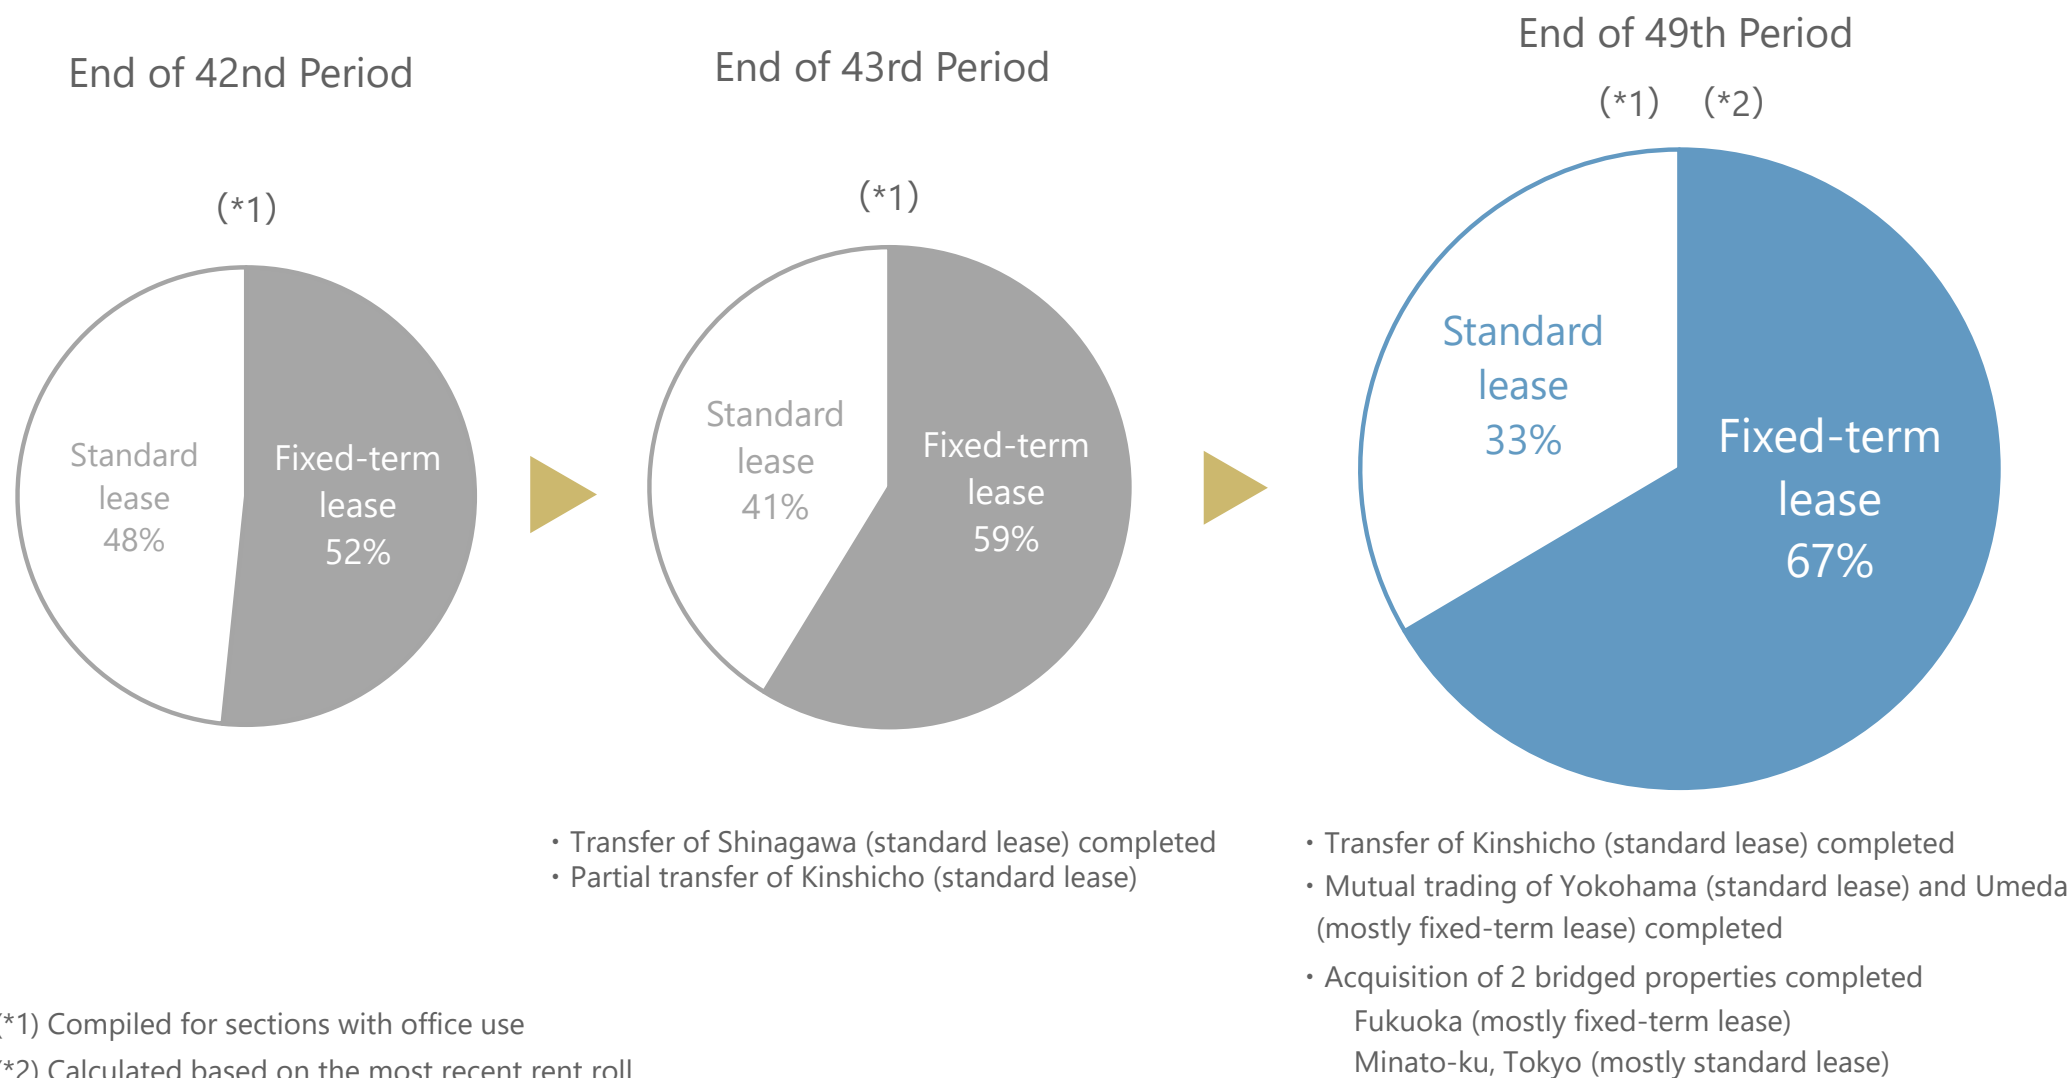 End of 42nd Period
(*1)
Standard
lease
48%
Fixed-term
lease
52%
End of 43rd Period
(*1)
Standard
lease
41%
Fixed-term
lease
59%
・Transfer of Shinagawa (standard lease) completed
・Partial transfer of Kinshicho (standard lease)
End of 49th Period
(*1) (*2)
Standard
lease
33%
Fixed-term
lease
67%
・Transfer of Kinshicho (standard lease) completed
・Mutual trading of Yokohama (standard lease) and Umeda
(mostly fixed-term lease) completed
・Acquisition of 2 bridged properties completed
Fukuoka (mostly fixed-term lease)
Minato-ku, Tokyo (mostly standard lease)
(*1) Compiled for sections with office use
(*2) Calculated based on the most recent rent roll